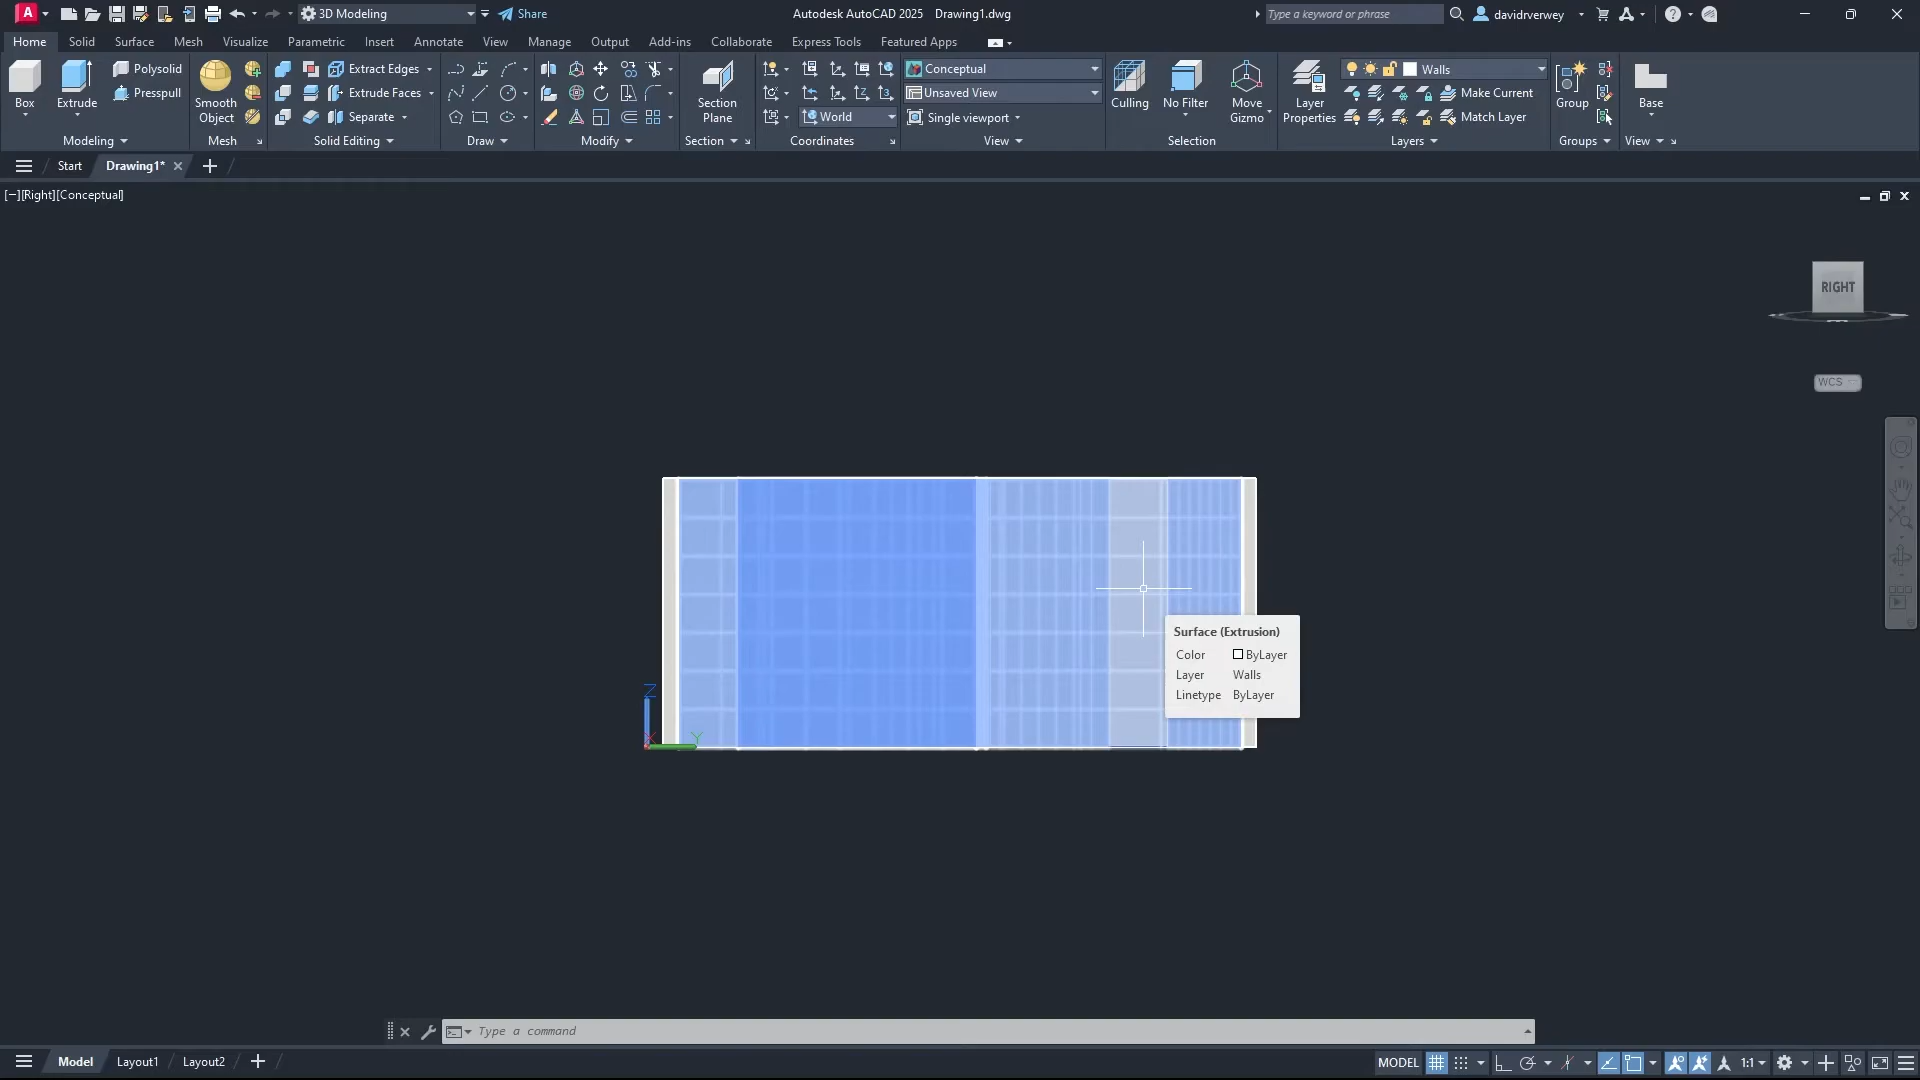 A 3D Modeling Share Autodesk AutoCAD 2025 Drawing1.dwg Type a keyword or phrase davidrverwey
Home Solid Surface Mesh Visualize Parametric Insert Annotate View Manage Output Add-ins Collaborate Express Tools Featured Apps
Polysolid Extract Edges Conceptual Walls
Presspull Extrude Faces Unsaved View Make Current
Box Extrude Smooth Object Section Plane Culling No Filter Move Gizmo Layer Properties Group Base
Separate World Single viewport Match Layer
Modeling Mesh Solid Editing Draw Modify Section Coordinates View Selection Layers Groups View
Start Drawing1* 
[−][Right][Conceptual]
RIGHT
WCS
Surface (Extrusion)
Color ByLayer
Layer Walls
Linetype ByLayer
Z
X Y
Type a command
Model Layout1 Layout2 MODEL 1:1